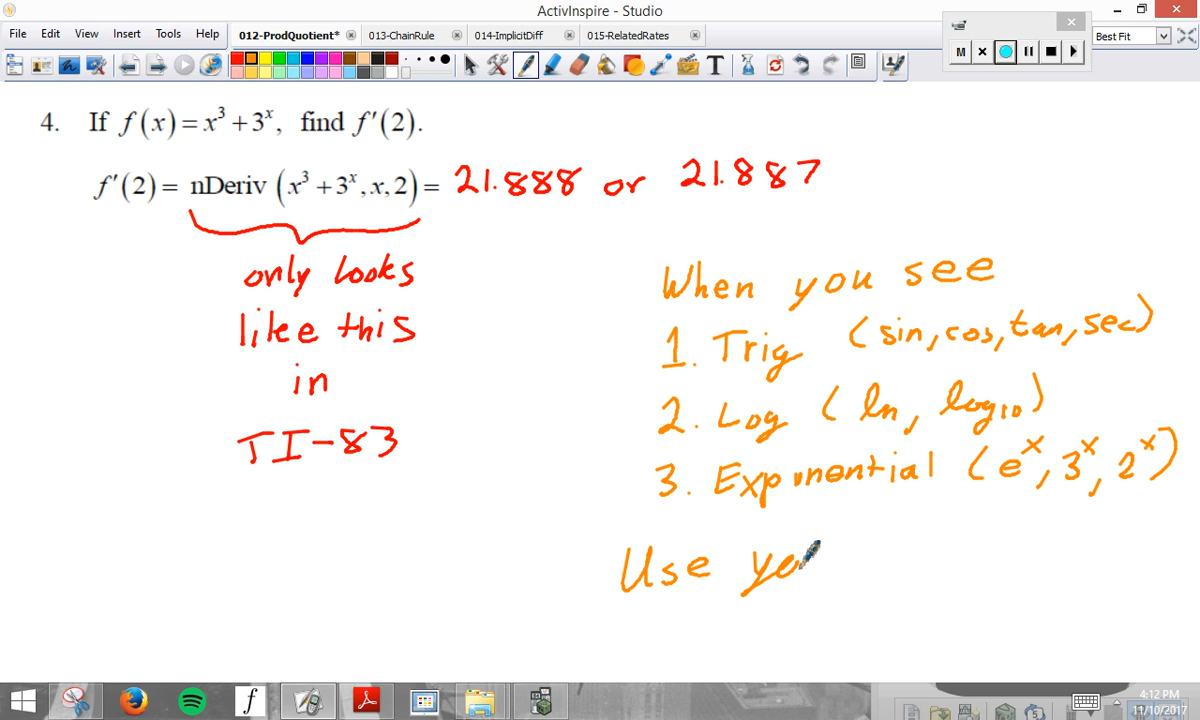 ActivInspire - Studio
File Edit View Insert Tools Help 012-ProdQuotient* 013-ChainRule 014-ImplicitDiff 015-RelatedRates
M Best Fit
4. If f(x)=x³+3ˣ, find f'(2).
f'(2)= nDeriv (x³+3ˣ,x,2)= 21.888 or 21.887
only looks
like this
in
TI-83
When you see
1. Trig (sin, cos, tan, sec)
2. Log (ln, log₁₀)
3. Exponential (eˣ, 3ˣ, 2ˣ)
Use you
4:12 PM
11/10/2017